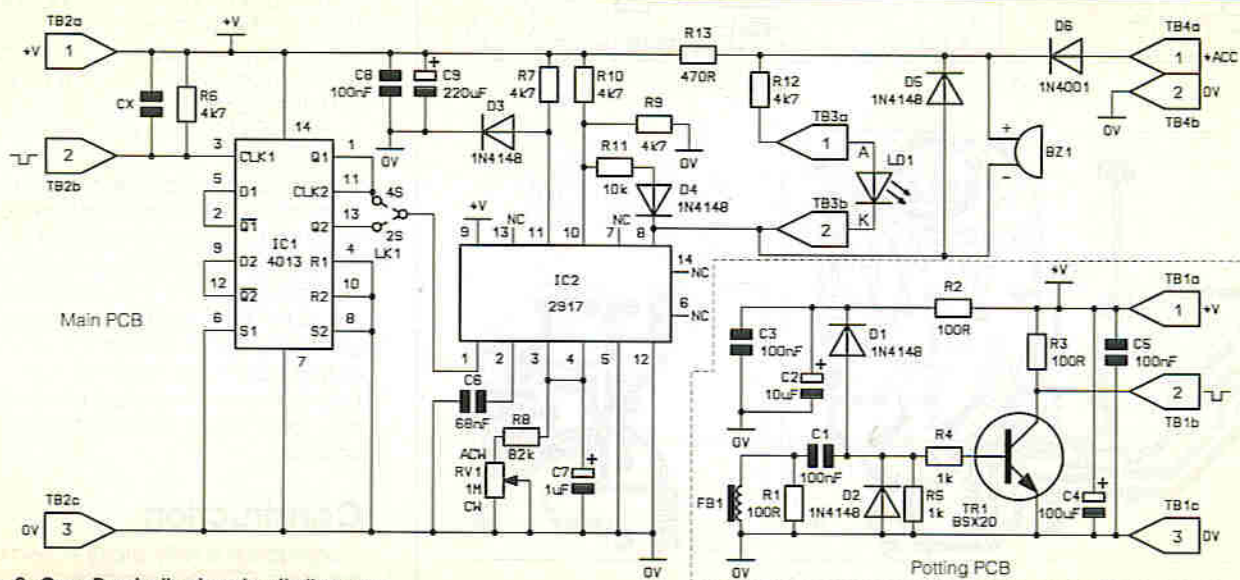 TB2a
+V
1
+V
CX
R6
4k7
2
TB2b
C8
100nF
C9
+
220uF
D3
1N4148
0V
R7
4k7
R10
4k7
R9
4k7
0V
R11
10k
D4
1N4148
R13
470R
R12
4k7
TB3a
1
A
LD1
TB3b
2
K
D5
1N4148
D6
1N4001
+
-
BZ1
TB4a
1
+ACC
2
0V
TB4b
0V
14
3 CLK1 Q1 1
5 D1 CLK2 11
2 Q1 Q2 13
9 D2 R1 4
12 Q2 R2 10
6 S1 S2 8
IC1
4013
7
4S
2S
LK1
Main PCB
+V
9
NC
13
11
10
NC
7
8
14
NC
6
NC
IC2
2917
1
2
3
4
5
12
C6
68nF
R8
82k
ACW
RV1
1M
CW
+
C7
1uF
TB2c
0V
3
0V
R2
100R
+V
TB1a
1
+V
C3
100nF
+
C2
10uF
D1
1N4148
0V
R3
100R
C5
100nF
2
TB1b
C1
100nF
R4
1k
FB1
R1
100R
D2
1N4148
R5
1k
TR1
BSX20
+
C4
100uF
TB1c
3
0V
0V
Potting PCB